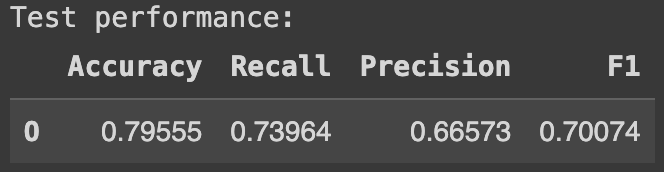 Test performance:
Accuracy Recall Precision F1
0 0.79555 0.73964 0.66573 0.70074